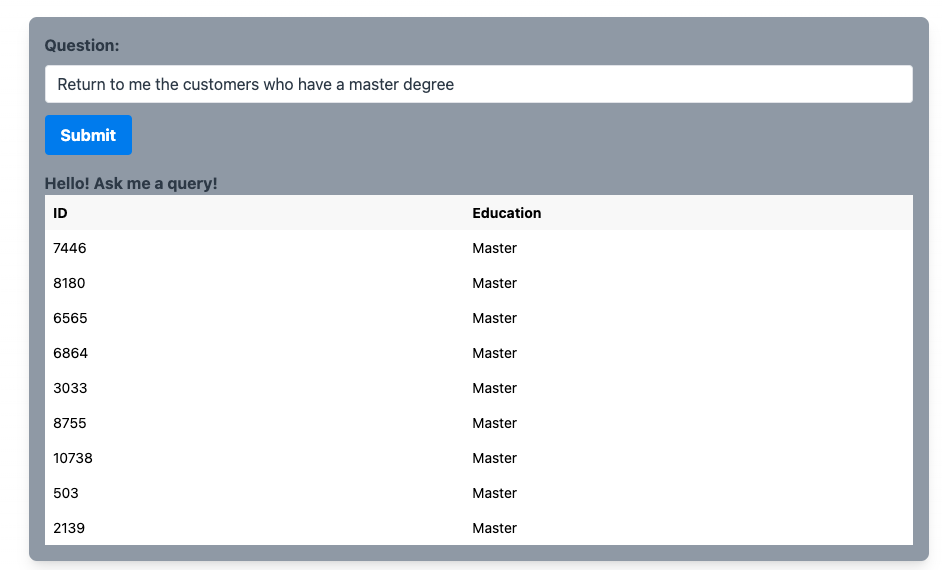 Question:
Return to me the customers who have a master degree
Submit
Hello! Ask me a query!
ID Education
7446 Master
8180 Master
6565 Master
6864 Master
3033 Master
8755 Master
10738 Master
503 Master
2139 Master